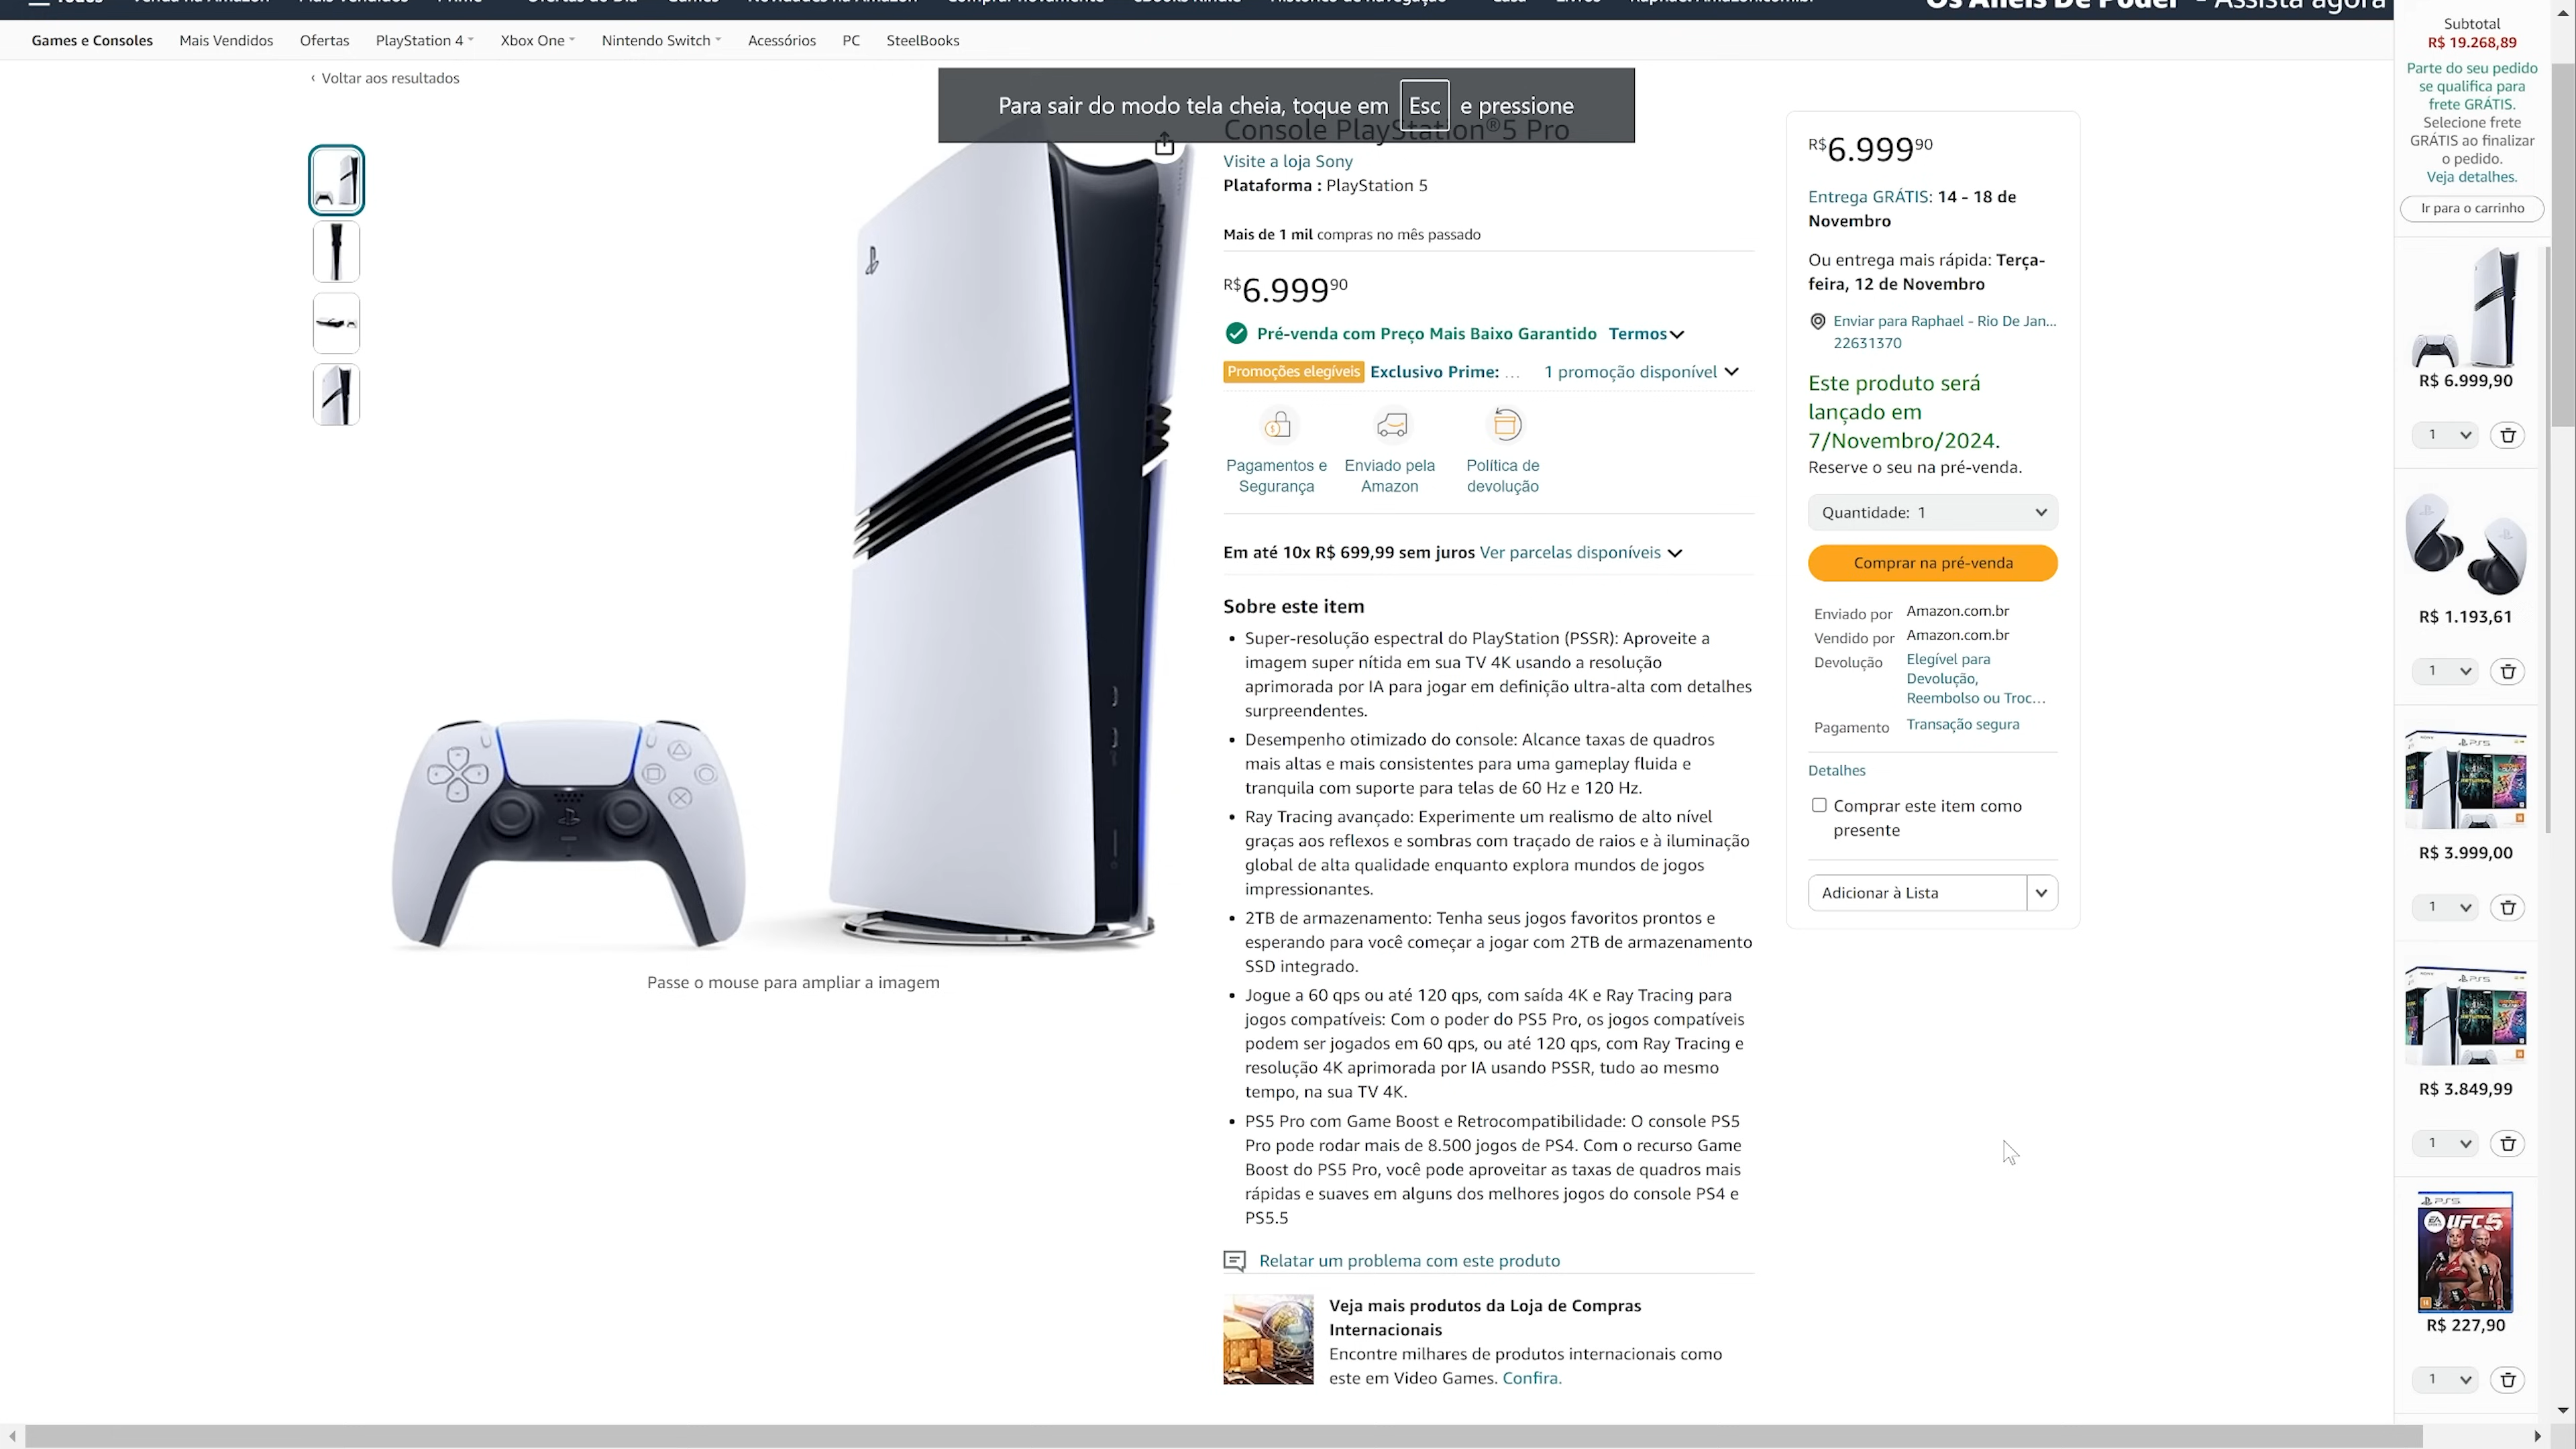 Games e Consoles Mais Vendidos Ofertas PlayStation 4 Xbox One Nintendo Switch Acessórios PC SteelBooks
‹ Voltar aos resultados
Para sair do modo tela cheia, toque em Esc e pressione
Console PlayStation®5 Pro
Visite a loja Sony
Plataforma : PlayStation 5
Mais de 1 mil compras no mês passado
R$6.99990
Pré-venda com Preço Mais Baixo Garantido Termos
Promoções elegíveis Exclusivo Prime: ... 1 promoção disponível
Pagamentos e
Segurança
Enviado pela
Amazon
Política de
devolução
Em até 10x R$ 699,99 sem juros Ver parcelas disponíveis
Sobre este item
• Super-resolução espectral do PlayStation (PSSR): Aproveite a
imagem super nítida em sua TV 4K usando a resolução
aprimorada por IA para jogar em definição ultra-alta com detalhes
surpreendentes.
• Desempenho otimizado do console: Alcance taxas de quadros
mais altas e mais consistentes para uma gameplay fluida e
tranquila com suporte para telas de 60 Hz e 120 Hz.
• Ray Tracing avançado: Experimente um realismo de alto nível
graças aos reflexos e sombras com traçado de raios e à iluminação
global de alta qualidade enquanto explora mundos de jogos
impressionantes.
• 2TB de armazenamento: Tenha seus jogos favoritos prontos e
esperando para você começar a jogar com 2TB de armazenamento
SSD integrado.
• Jogue a 60 qps ou até 120 qps, com saída 4K e Ray Tracing para
jogos compatíveis: Com o poder do PS5 Pro, os jogos compatíveis
podem ser jogados em 60 qps, ou até 120 qps, com Ray Tracing e
resolução 4K aprimorada por IA usando PSSR, tudo ao mesmo
tempo, na sua TV 4K.
• PS5 Pro com Game Boost e Retrocompatibilidade: O console PS5
Pro pode rodar mais de 8.500 jogos de PS4. Com o recurso Game
Boost do PS5 Pro, você pode aproveitar as taxas de quadros mais
rápidas e suaves em alguns dos melhores jogos do console PS4 e
PS5.5
Relatar um problema com este produto
Veja mais produtos da Loja de Compras
Internacionais
Encontre milhares de produtos internacionais como
este em Video Games. Confira.
Passe o mouse para ampliar a imagem
R$6.99990
Entrega GRÁTIS: 14 - 18 de
Novembro
Ou entrega mais rápida: Terça-
feira, 12 de Novembro
Enviar para Raphael - Rio De Jan...
22631370
Este produto será
lançado em
7/Novembro/2024.
Reserve o seu na pré-venda.
Quantidade: 1
Comprar na pré-venda
Enviado por Amazon.com.br
Vendido por Amazon.com.br
Devolução Elegível para
Devolução,
Reembolso ou Troc...
Pagamento Transação segura
Detalhes
Comprar este item como
presente
Adicionar à Lista
Subtotal
R$ 19.268,89
Parte do seu pedido
se qualifica para
frete GRÁTIS.
Selecione frete
GRÁTIS ao finalizar
o pedido.
Veja detalhes.
Ir para o carrinho
R$ 6.999,90
1
R$ 1.193,61
1
PS5
R$ 3.999,00
1
PS5
R$ 3.849,99
1
PS5
EA SPORTS UFC 5
R$ 227,90
1